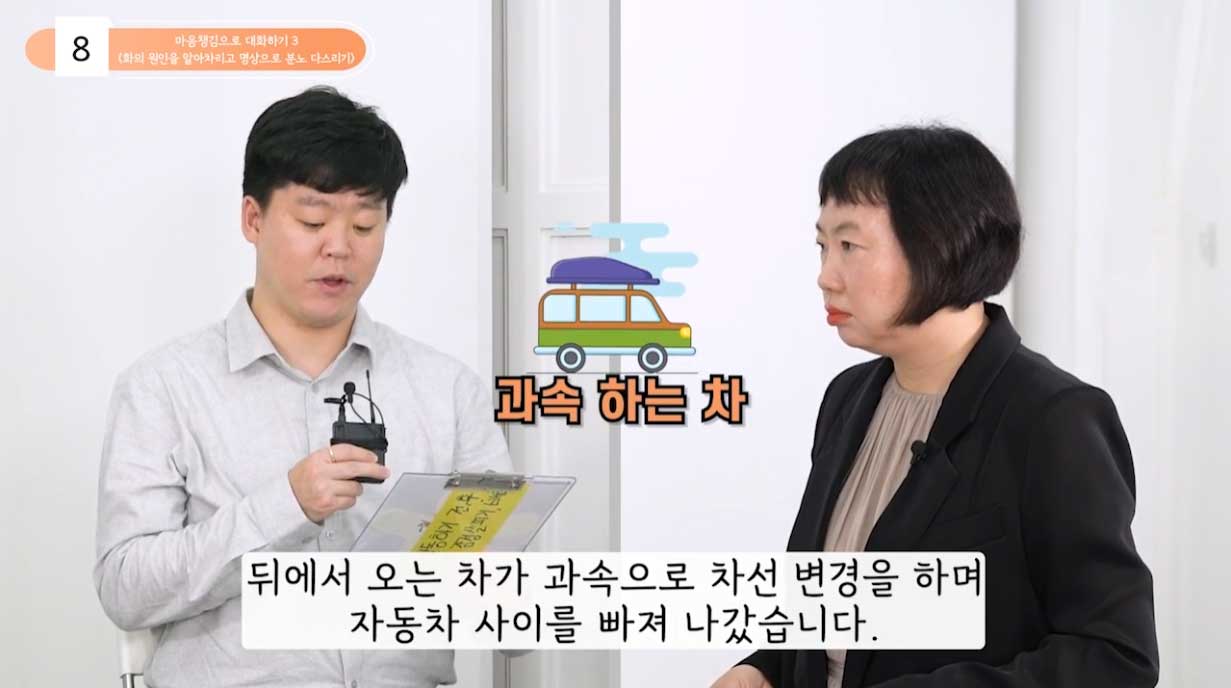 8
마음챙김으로 대화하기 3
(화의 원인을 알아차리고 명상으로 분노 다스리기)
과속 하는 차
뒤에서 오는 차가 과속으로 차선 변경을 하며
자동차 사이를 빠져 나갔습니다.